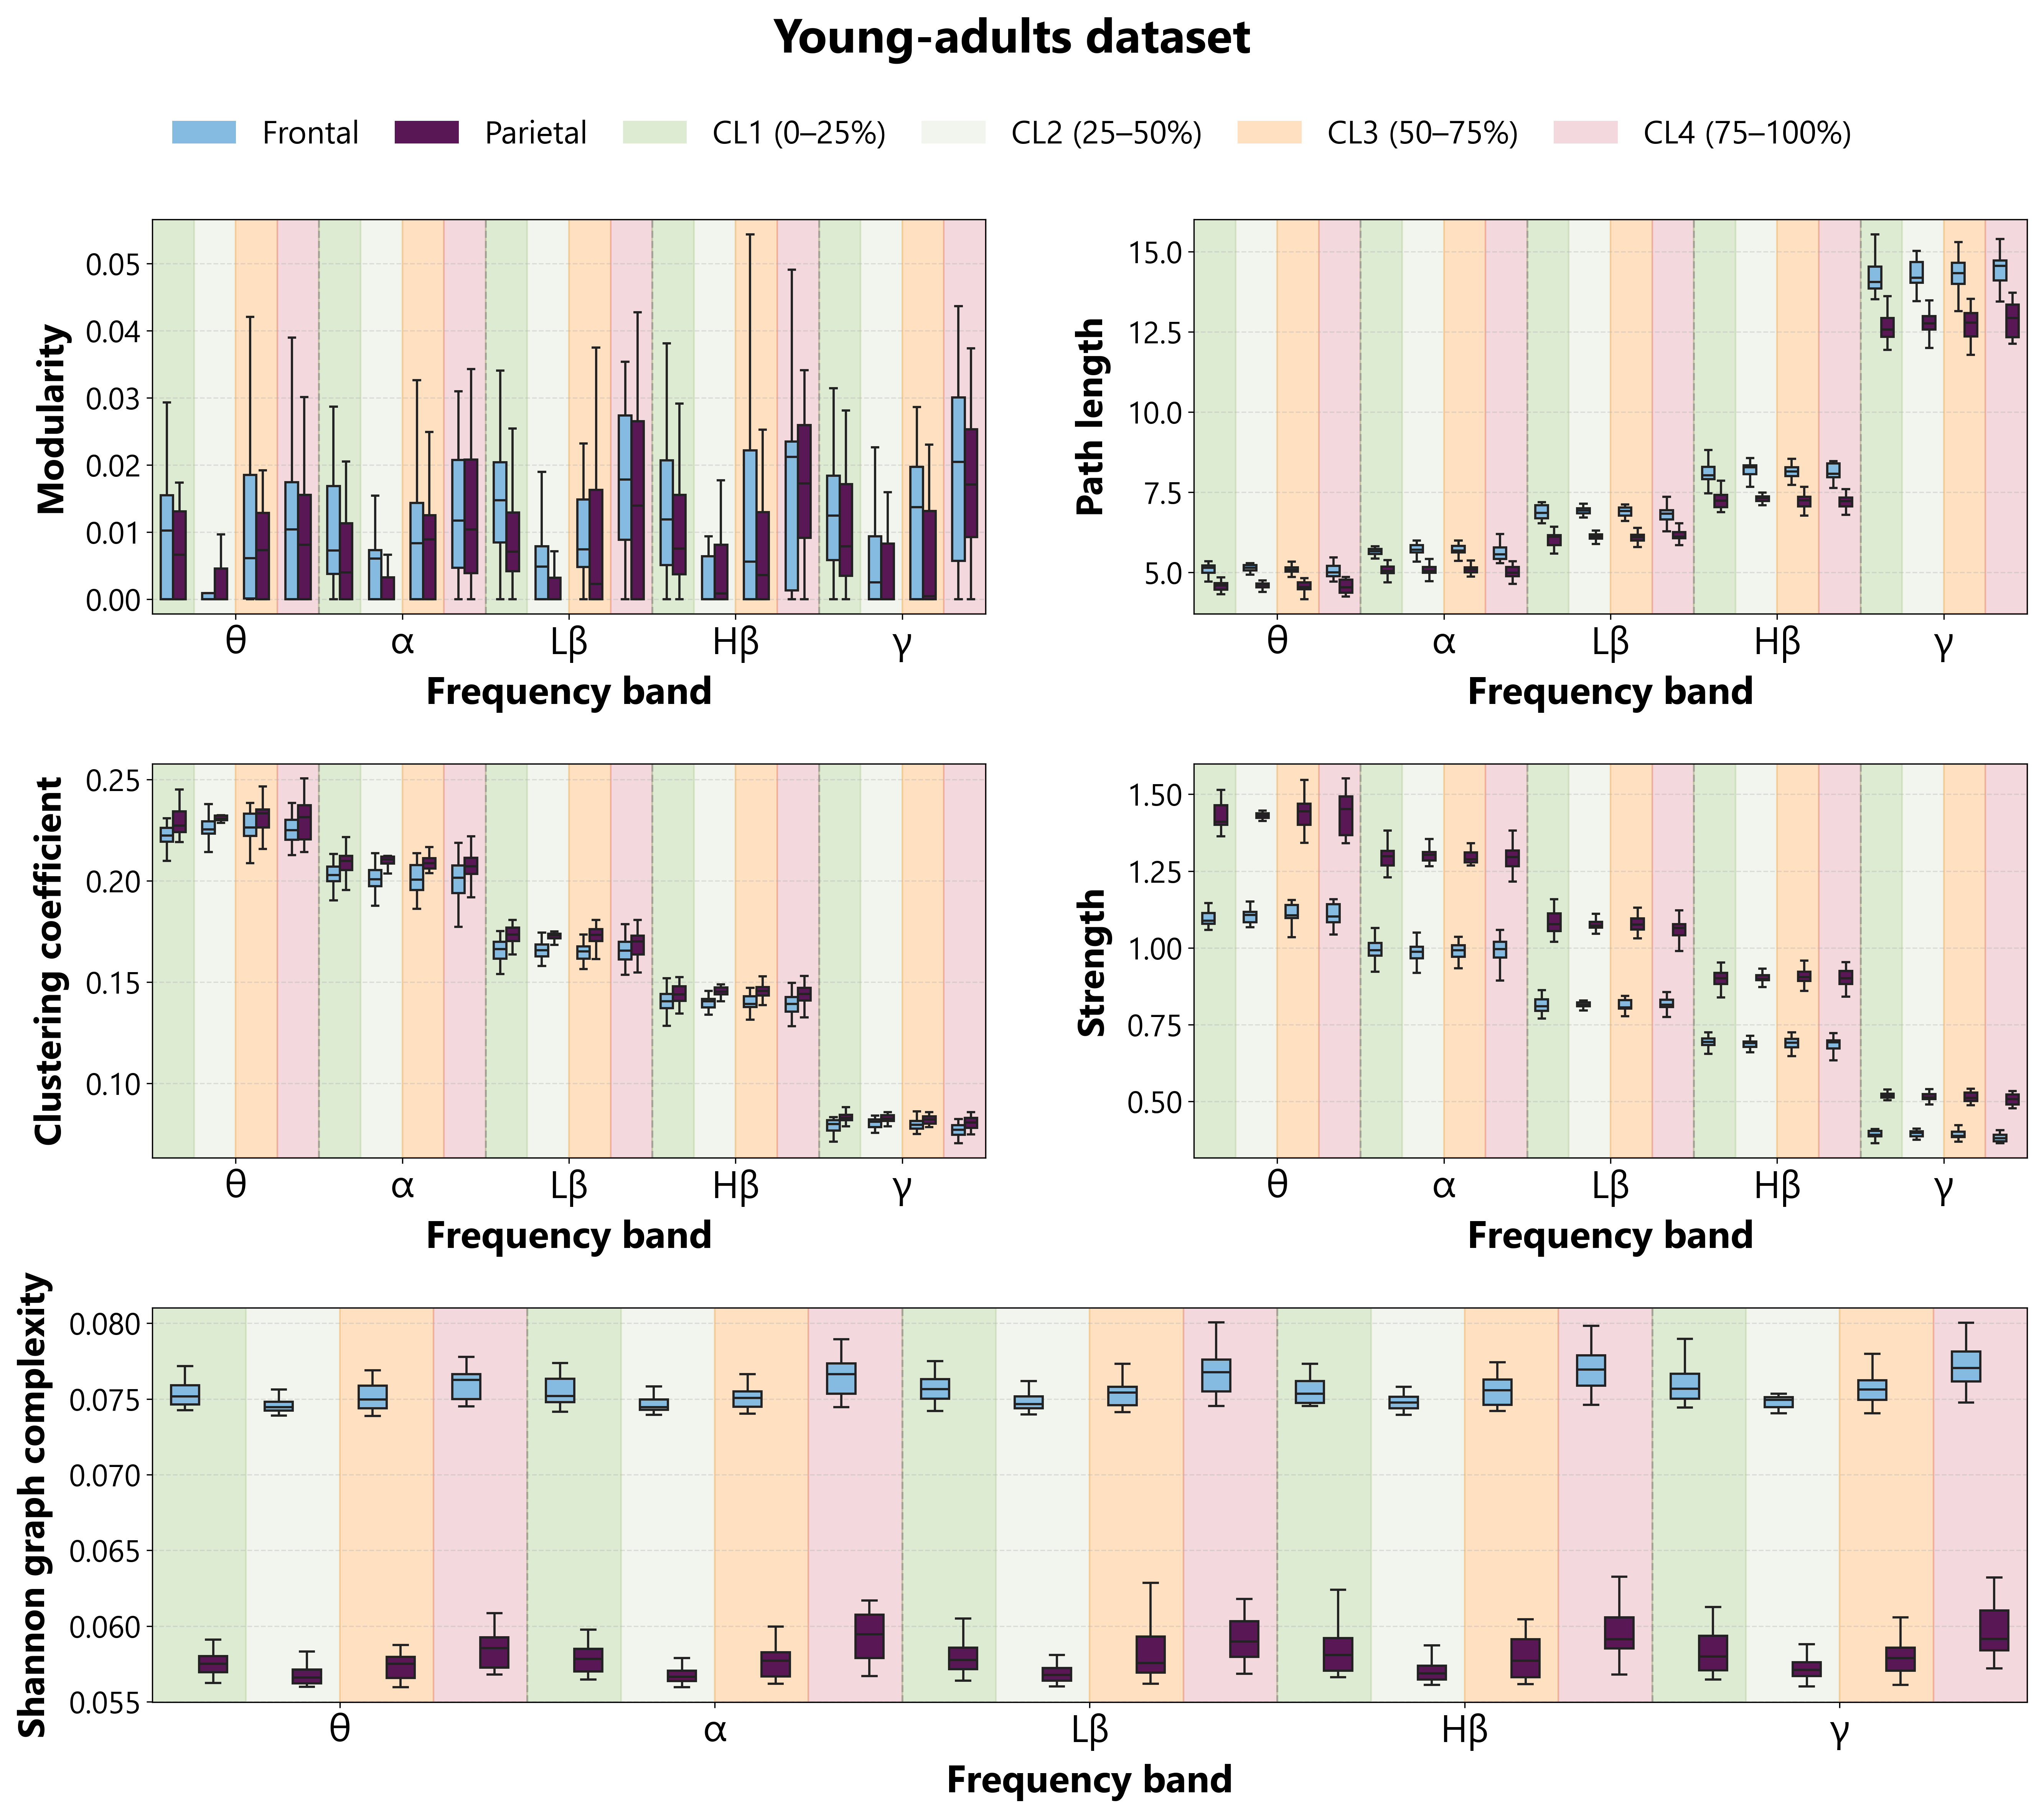 Young-adults dataset
Frontal Parietal CL1 (0–25%) CL2 (25–50%) CL3 (50–75%) CL4 (75–100%)
Modularity
0.05
0.04
0.03
0.02
0.01
0.00
θ α Lβ Hβ γ
Frequency band
Path length
15.0
12.5
10.0
7.5
5.0
θ α Lβ Hβ γ
Frequency band
Clustering coefficient
0.25
0.20
0.15
0.10
θ α Lβ Hβ γ
Frequency band
Strength
1.50
1.25
1.00
0.75
0.50
θ α Lβ Hβ γ
Frequency band
Shannon graph complexity
0.080
0.075
0.070
0.065
0.060
0.055
θ α Lβ Hβ γ
Frequency band